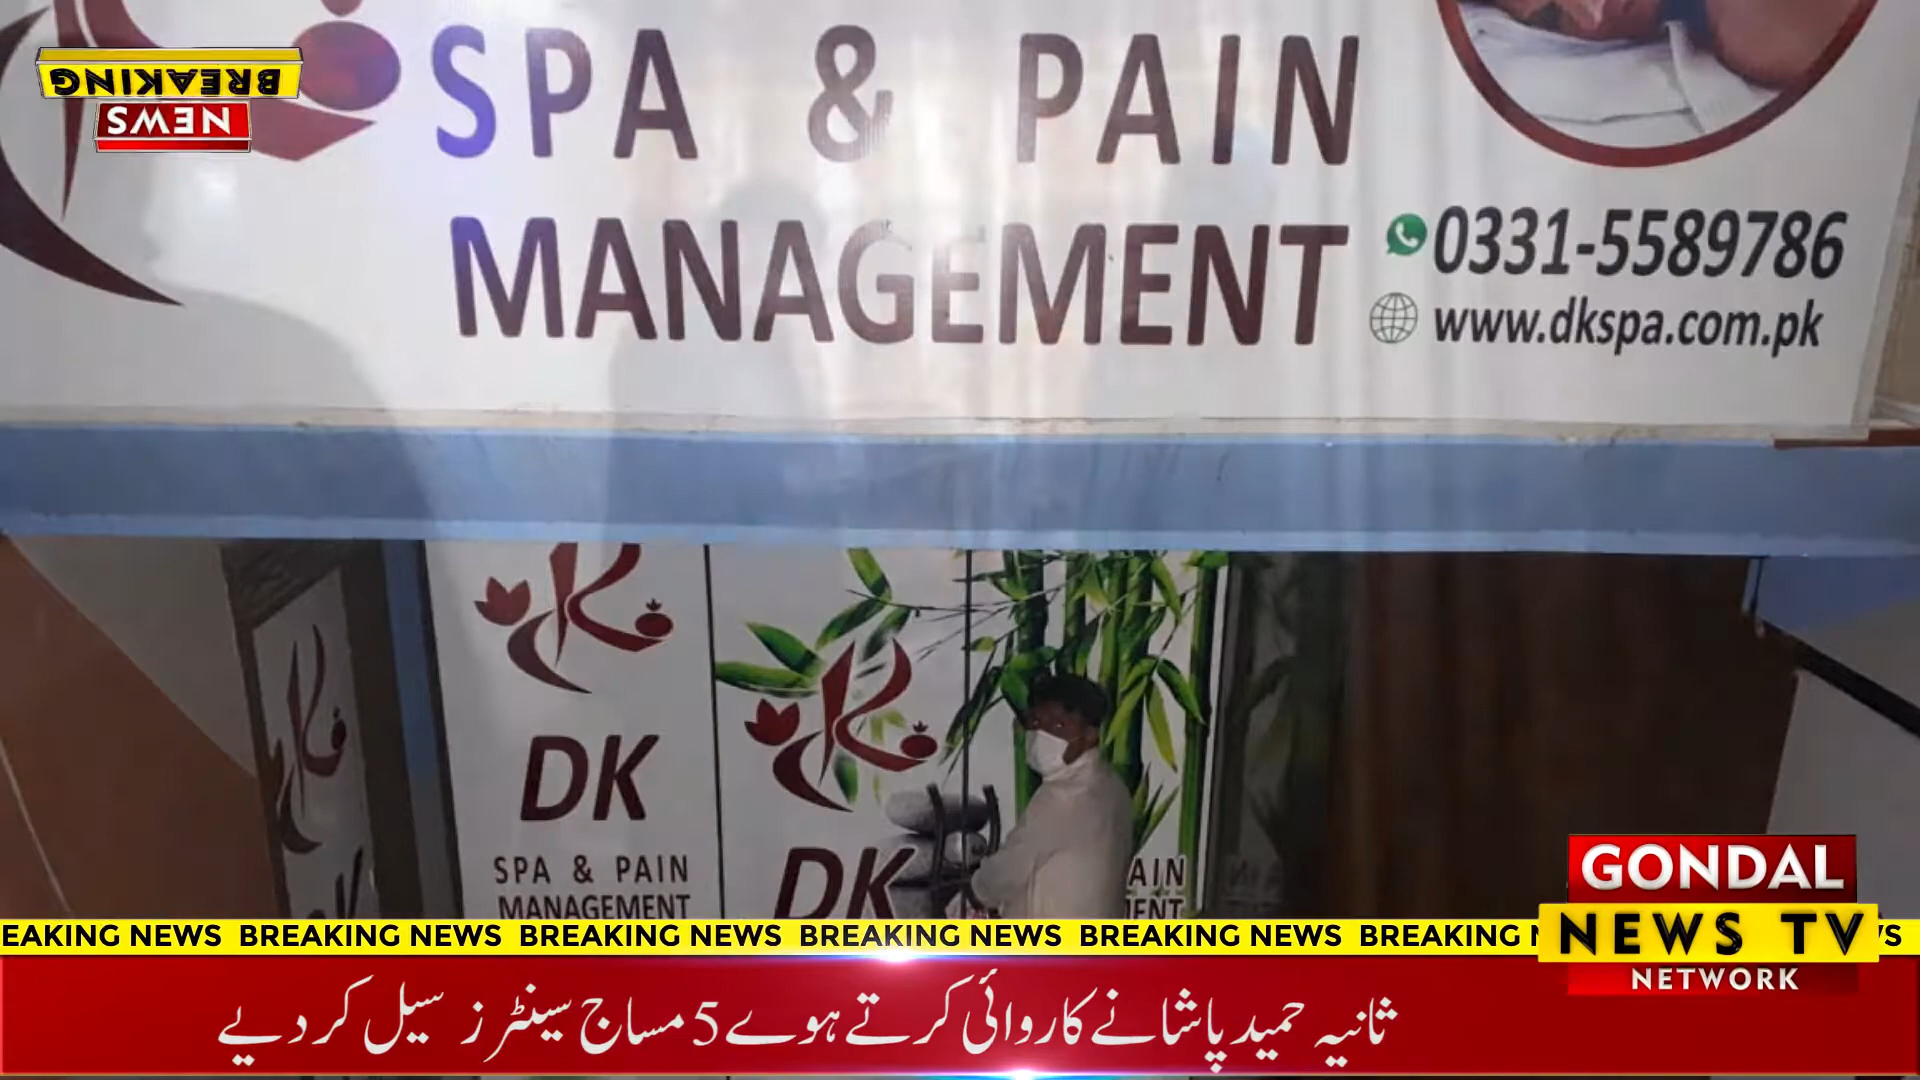 BREAKING
NEWS
SPA & PAIN
MANAGEMENT
0331-5589786
www.dkspa.com.pk
DK
SPA & PAIN
MANAGEMENT
DK
AIN
MENT
GONDAL
NEWS TV
NETWORK
EAKING NEWS BREAKING NEWS BREAKING NEWS BREAKING NEWS BREAKING NEWS BREAKING N
ثانیہ حمید پاشا نے کاروائی کرتے ہوے 5 مساج سینٹرز سیل کر دیے